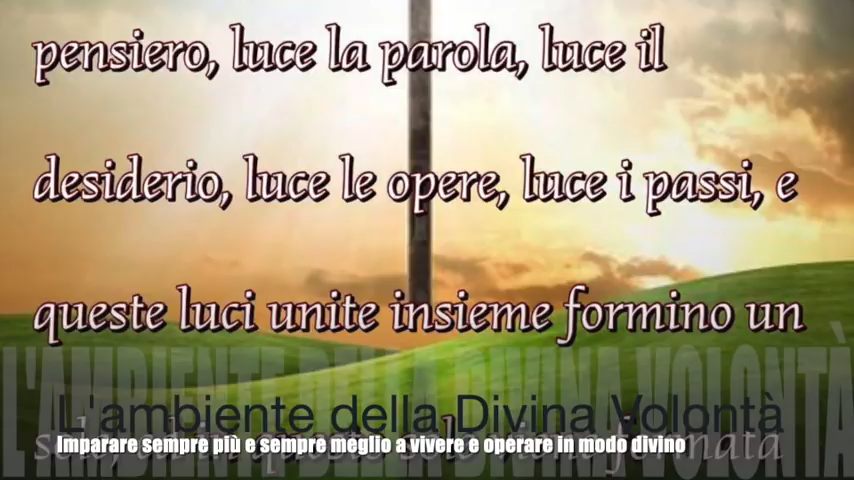 pensiero, luce la parola, luce il
desiderio, luce le opere, luce i passi, e
queste luci unite insieme formino un
L'AMBIENTE DELLA DIVINA VOLONTÀ
L'ambiente della Divina Volontà
Imparare sempre più e sempre meglio a vivere e operare in modo divino